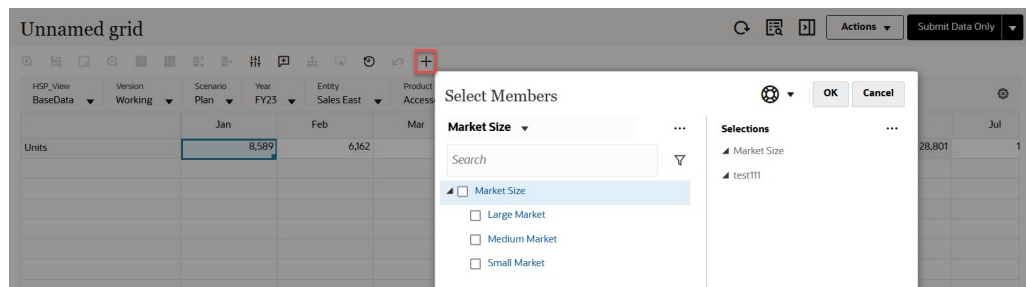 Unnamed grid
Actions
Submit Data Only
HSP_View Version Scenario Year Entity Product
BaseData Working Plan FY23 Sales East Access
Jan Feb Mar Jul
Units 8,589 6,162 28,801 1
Select Members
OK Cancel
Market Size ...
Search
Market Size
Large Market
Medium Market
Small Market
Selections ...
Market Size
test111